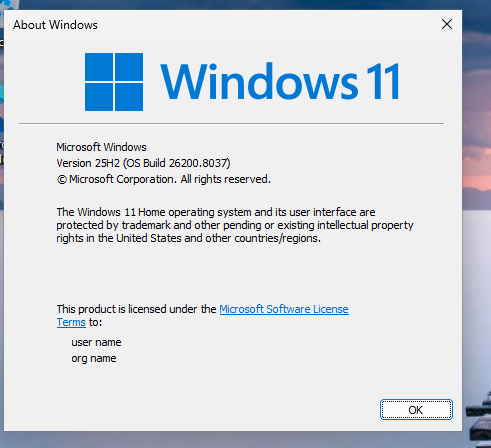 About Windows
Windows 11
Microsoft Windows
Version 25H2 (OS Build 26200.8037)
© Microsoft Corporation. All rights reserved.
The Windows 11 Home operating system and its user interface are
protected by trademark and other pending or existing intellectual property
rights in the United States and other countries/regions.
This product is licensed under the Microsoft Software License
Terms to:
user name
org name
OK